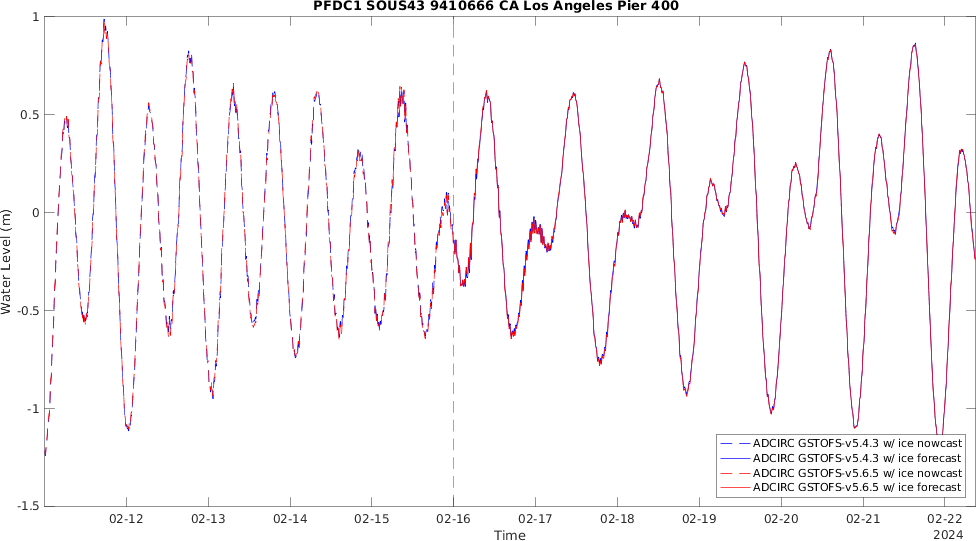 PFDC1 SOUS43 9410666 CA Los Angeles Pier 400
Water Level (m)
1
0.5
0
-0.5
-1
-1.5
ADCIRC GSTOFS-v5.4.3 w/ ice nowcast
ADCIRC GSTOFS-v5.4.3 w/ ice forecast
ADCIRC GSTOFS-v5.6.5 w/ ice nowcast
ADCIRC GSTOFS-v5.6.5 w/ ice forecast
02-12 02-13 02-14 02-15 02-16 02-17 02-18 02-19 02-20 02-21 02-22
Time 2024